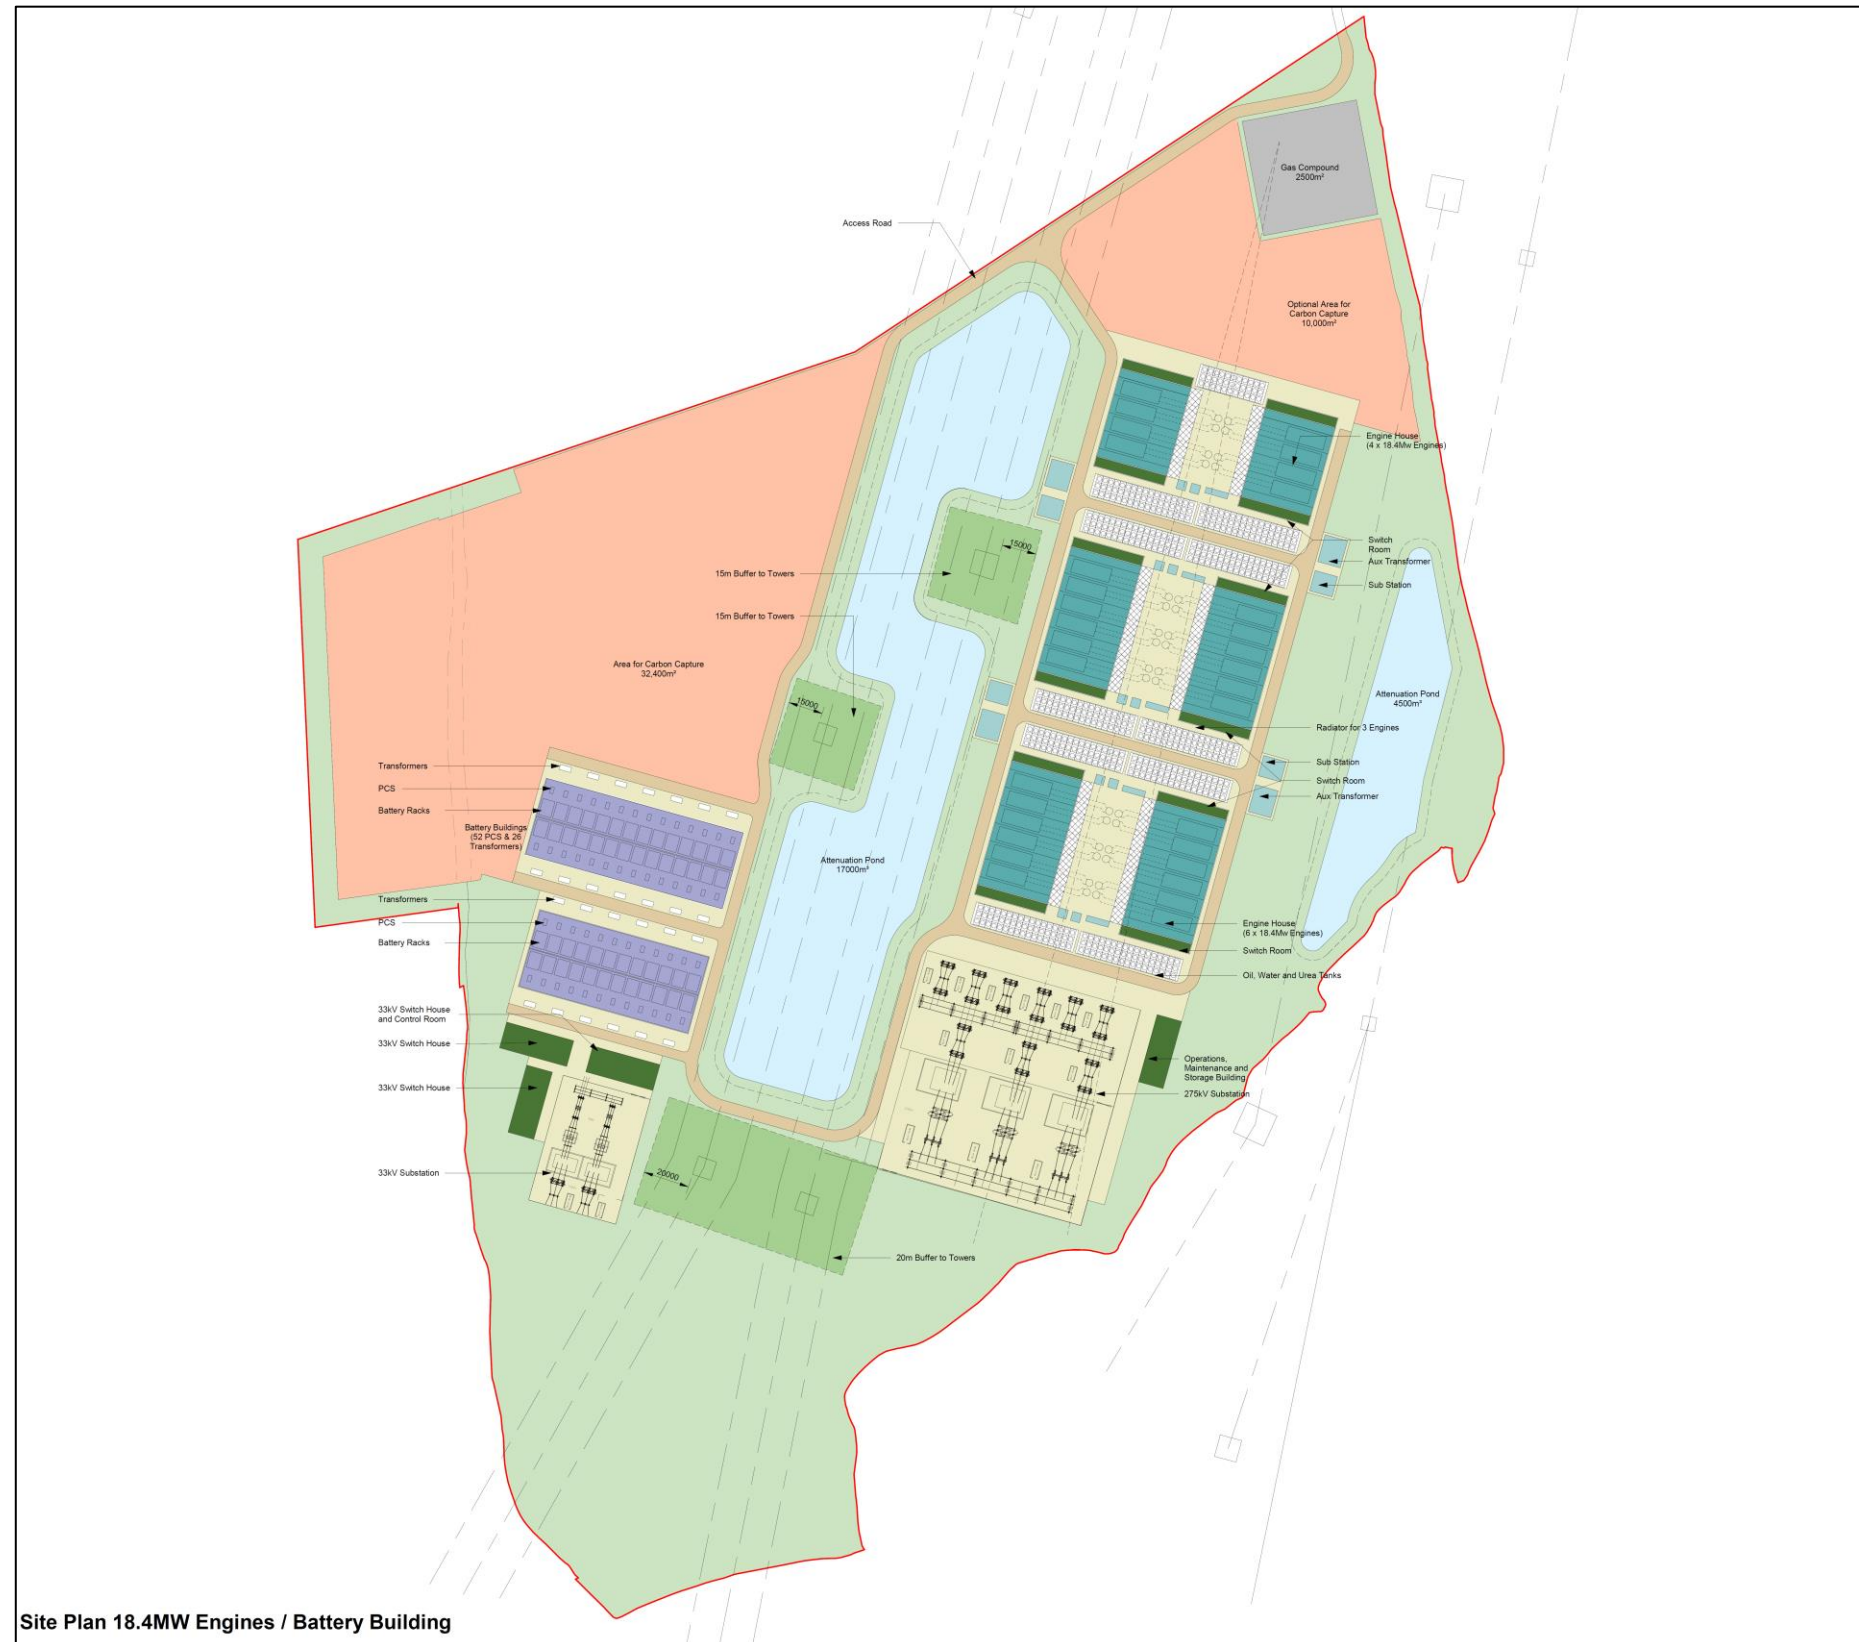 Gas Compound
2500m²
Access Road
Optional Area for
Carbon Capture
10,000m²
Engine House
(4 x 18.4Mw Engines)
Switch
Room
Aux Transformer
Sub Station
15000
15m Buffer to Towers
15m Buffer to Towers
Area for Carbon Capture
32,400m²
15000
Attenuation Pond
4500m²
Radiator for 3 Engines
Sub Station
Switch Room
Aux Transformer
Transformers
PCS
Battery Racks
Battery Buildings
(52 PCS & 26
Transformers)
Attenuation Pond
17000m²
Transformers
PCS
Battery Racks
Engine House
(6 x 18.4Mw Engines)
Switch Room
Oil, Water and Urea Tanks
33kV Switch House
and Control Room
33kV Switch House
33kV Switch House
Operations,
Maintenance and
Storage Building
275kV Substation
33kV Substation
20000
20m Buffer to Towers
Site Plan 18.4MW Engines / Battery Building